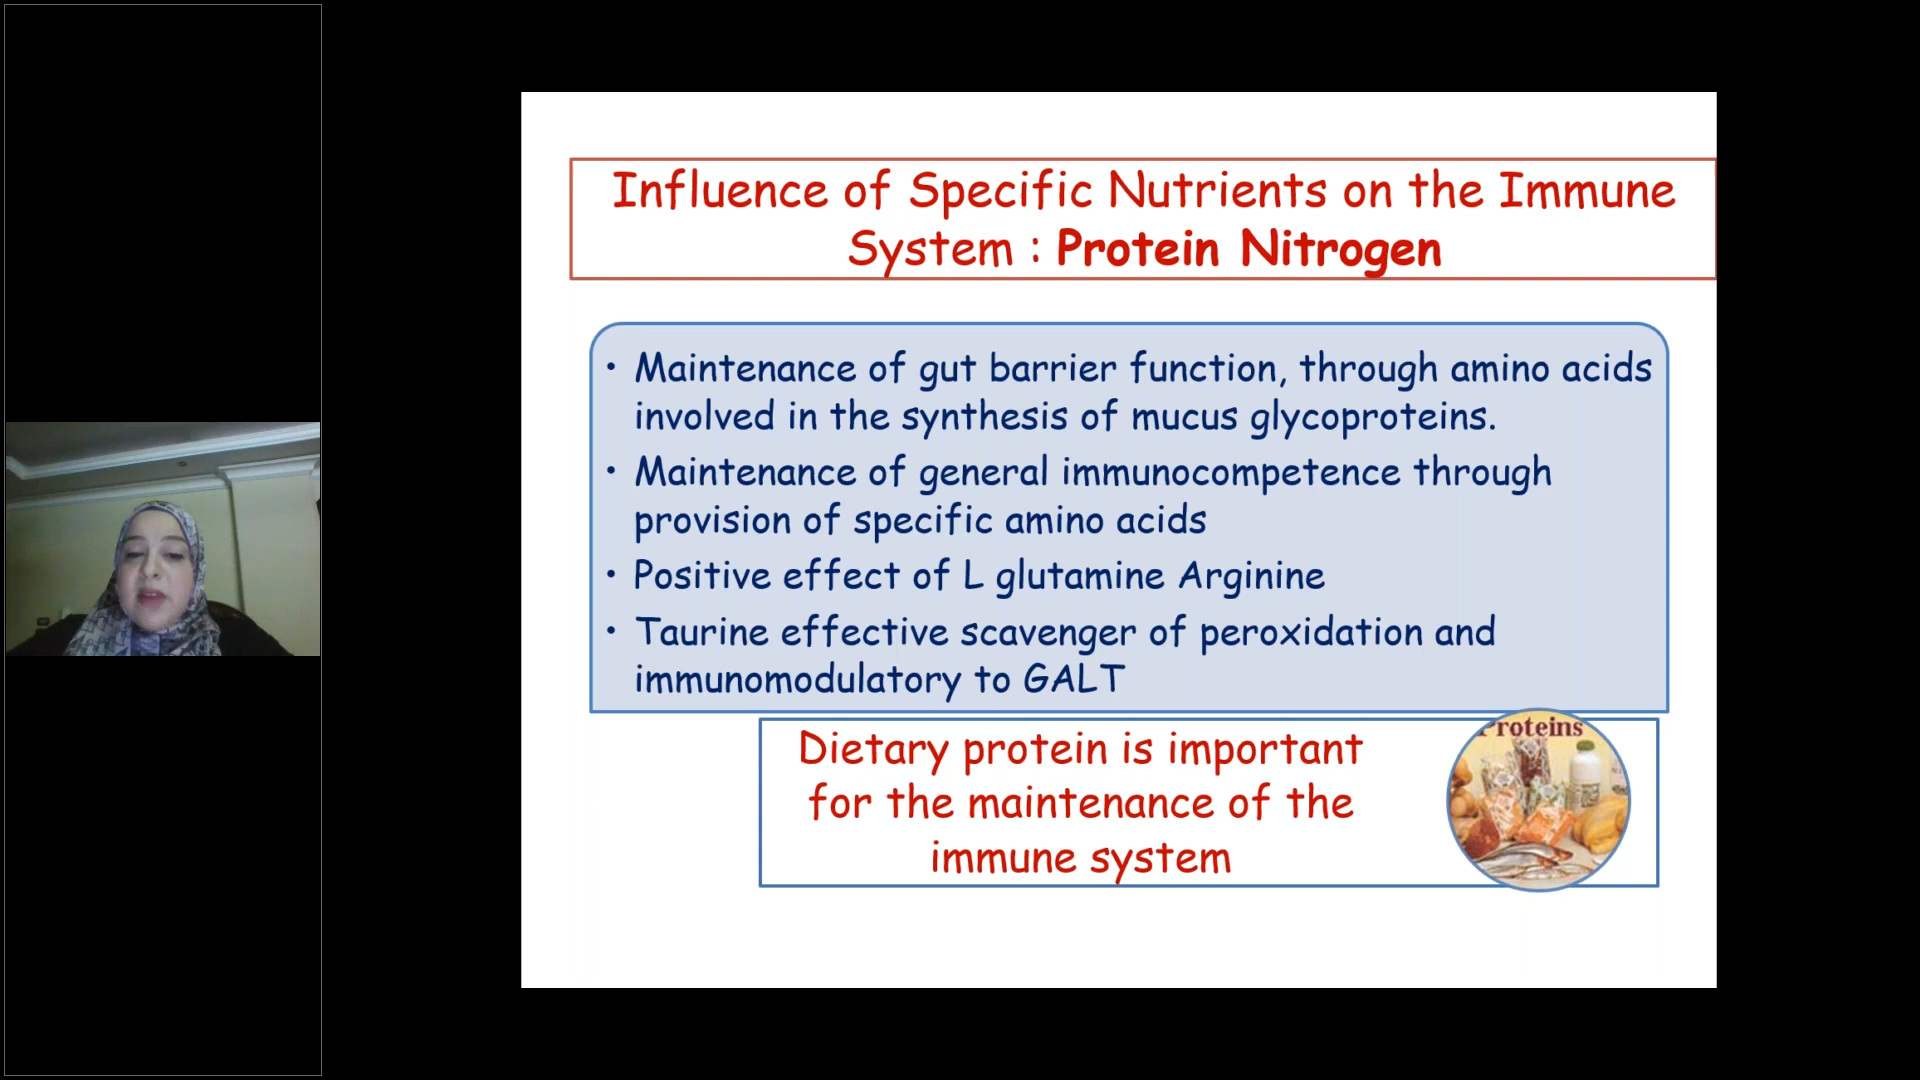 Influence of Specific Nutrients on the Immune
System : Protein Nitrogen
• Maintenance of gut barrier function, through amino acids
involved in the synthesis of mucus glycoproteins.
• Maintenance of general immunocompetence through
provision of specific amino acids
• Positive effect of L glutamine Arginine
• Taurine effective scavenger of peroxidation and
immunomodulatory to GALT
Proteins
Dietary protein is important
for the maintenance of the
immune system